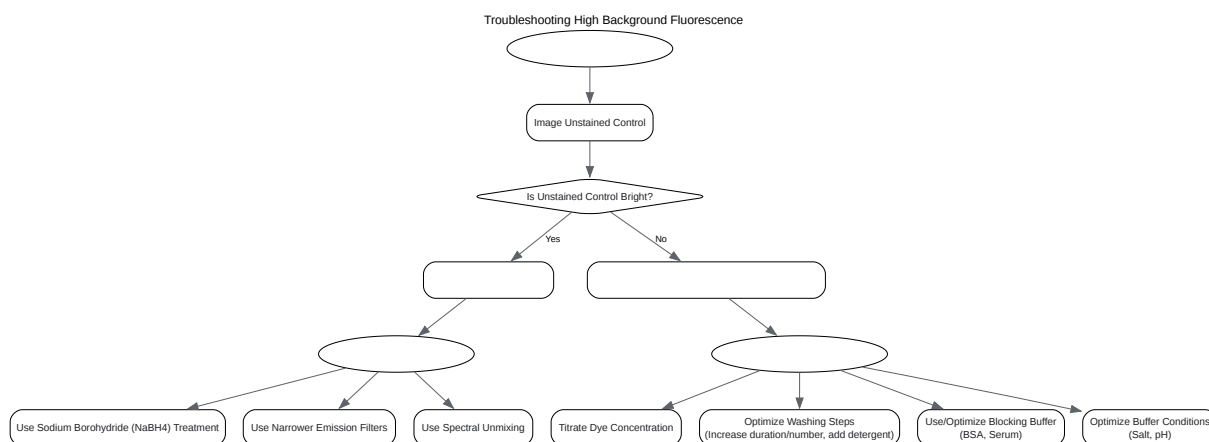 Troubleshooting High Background Fluorescence
Image Unstained Control
Is Unstained Control Bright?
Yes
No
Use Sodium Borohydride (NaBH4) Treatment
Use Narrower Emission Filters
Use Spectral Unmixing
Titrate Dye Concentration
Optimize Washing Steps
(Increase duration/number, add detergent)
Use/Optimize Blocking Buffer
(BSA, Serum)
Optimize Buffer Conditions
(Salt, pH)